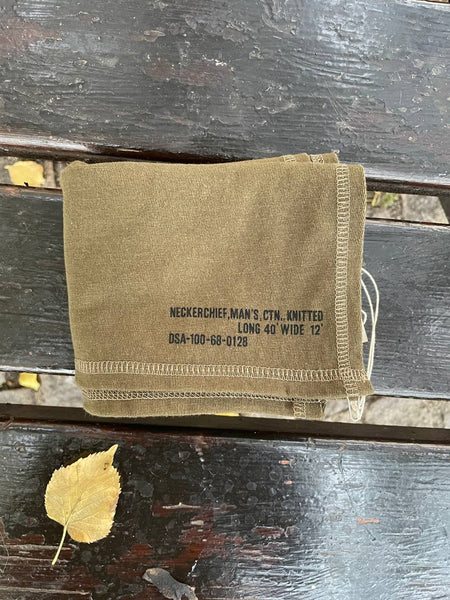 NECKERCHIEF,MAN'S, CTN., KNITTED
LONG 40' WIDE 12'
DSA-100-68-0128